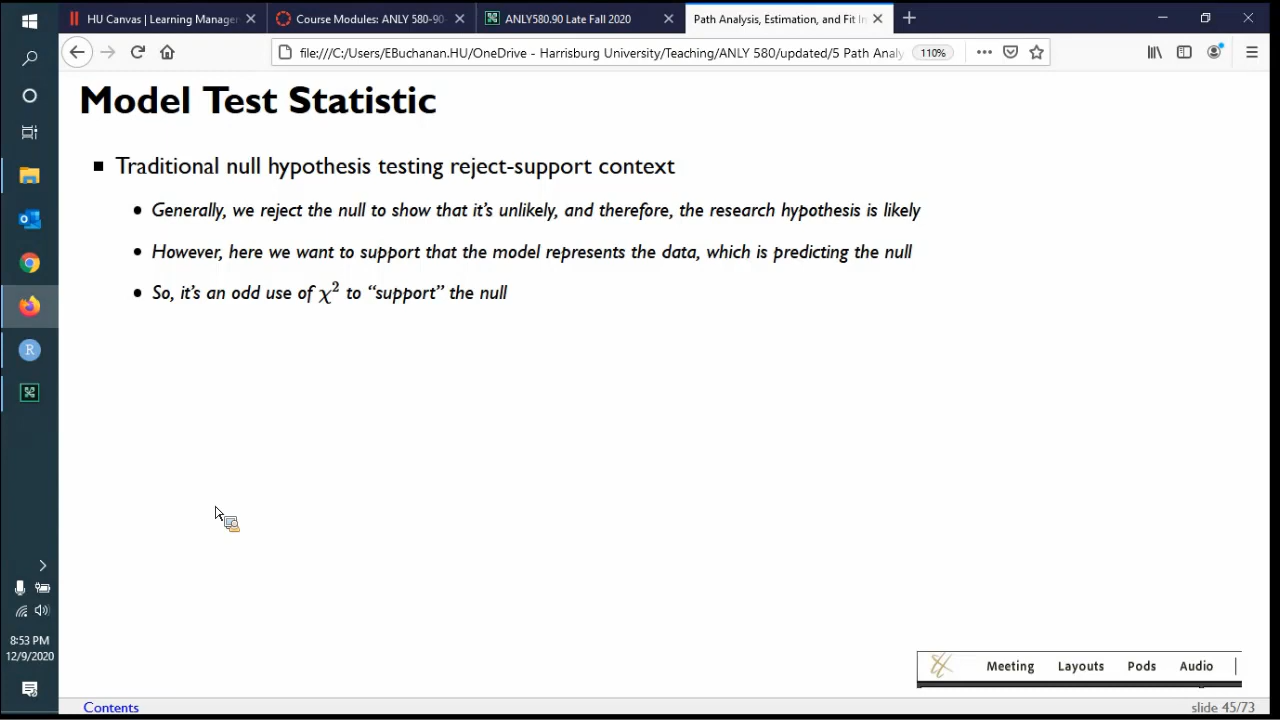 HU Canvas | Learning Manage
Course Modules: ANLY 580-90-
ANLY580.90 Late Fall 2020
Path Analysis, Estimation, and Fit In
file:///C:/Users/EBuchanan.HU/OneDrive - Harrisburg University/Teaching/ANLY 580/updated/5 Path Analy
110%
Model Test Statistic
Traditional null hypothesis testing reject-support context
Generally, we reject the null to show that it's unlikely, and therefore, the research hypothesis is likely
However, here we want to support that the model represents the data, which is predicting the null
So, it's an odd use of χ² to “support” the null
8:53 PM
12/9/2020
Meeting Layouts Pods Audio
Contents
slide 45/73